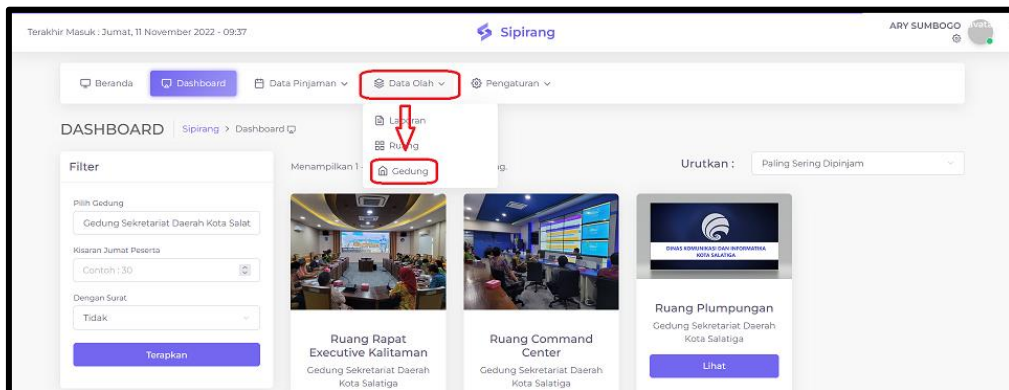 Terakhir Masuk : Jumat, 11 November 2022 - 09:37
Sipirang
ARY SUMBOGO
Beranda
Dashboard
Data Pinjaman
Data Olah
Pengaturan
Laporan
Ruang
Gedung
DASHBOARD
Sipirang > Dashboard
Filter
Menampilkan 1 -
Urutkan :
Paling Sering Dipinjam
Pilih Gedung
Gedung Sekretariat Daerah Kota Salat
Kisaran Jumat Peserta
Contoh : 30
Dengan Surat
Tidak
Terapkan
Ruang Rapat
Executive Kalitaman
Gedung Sekretariat Daerah
Kota Salatiga
Ruang Command
Center
Gedung Sekretariat Daerah
Kota Salatiga
DINAS KOMUNIKASI DAN INFORMATIKA
KOTA SALATIGA
Ruang Plumpungan
Gedung Sekretariat Daerah
Kota Salatiga
Lihat